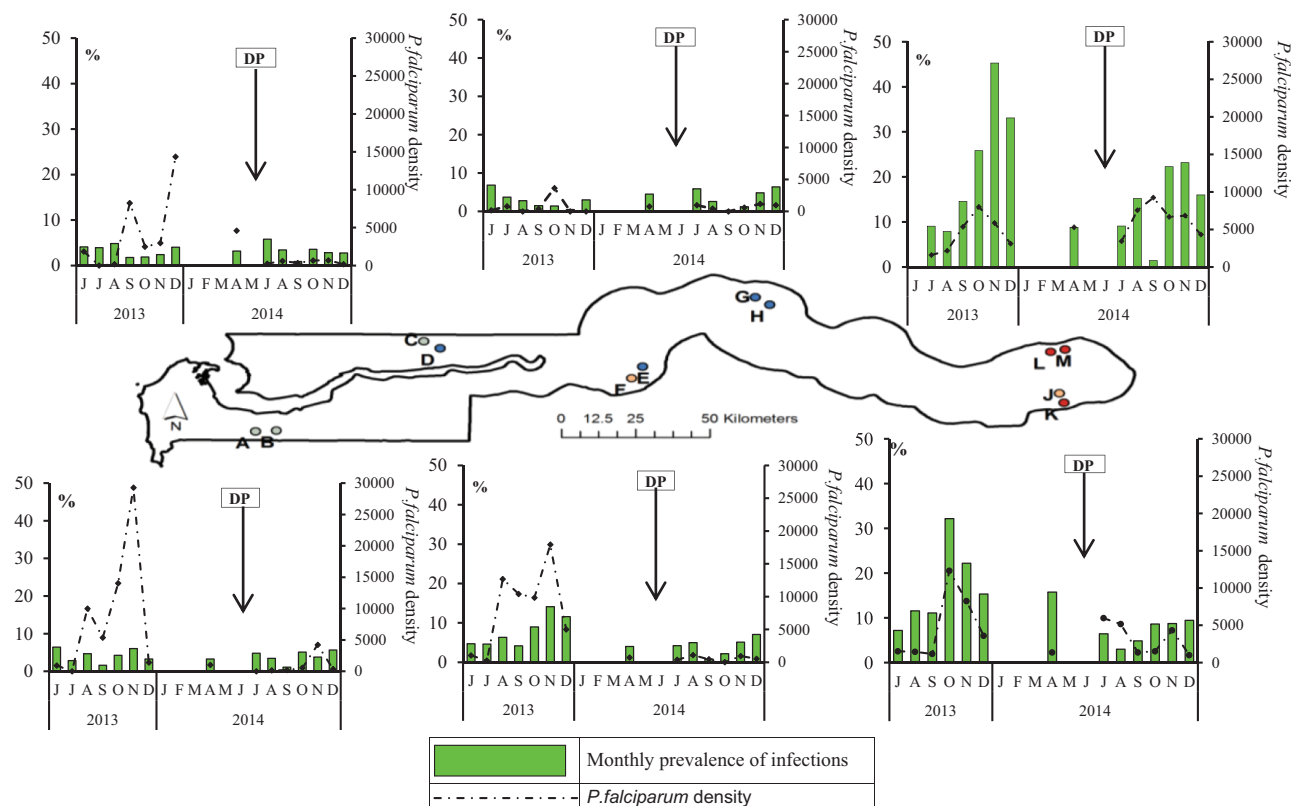 %
DP
P.falciparum density
50
40
30
20
10
0
30000
25000
20000
15000
10000
5000
0
J J A S O N D J F M A M J J A S O N D
2013 2014
DP
P.falciparum density
50
40
30
20
10
0
30000
25000
20000
15000
10000
5000
0
J J A S O N D J F M A M J J A S O N D
2013 2014
%
DP
P.falciparum density
50
40
30
20
10
0
30000
25000
20000
15000
10000
5000
0
J J A S O N D J F M A M J J A S O N D
2013 2014
G
H
C
D
E
F
L M
J
K
N
A B
0 12.5 25 50 Kilometers
%
DP
P.falciparum density
50
40
30
20
10
0
30000
25000
20000
15000
10000
5000
0
J J A S O N D J F M A M J J A S O N D
2013 2014
%
DP
P.falciparum density
50
40
30
20
10
0
30000
25000
20000
15000
10000
5000
0
J J A S O N D J F M A M J J A S O N D
2013 2014
%
DP
P.falciparum density
50
40
30
20
10
0
30000
25000
20000
15000
10000
5000
0
J J A S O N D J F M A M J J A S O N D
2013 2014
Monthly prevalence of infections
P.falciparum density